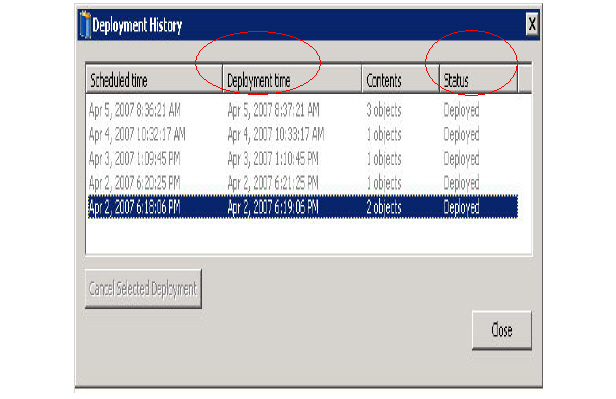 Deployment History
Scheduled time Deployment time Contents Status
Apr 5, 2007 8:36:21 AM Apr 5, 2007 8:37:21 AM 3 objects Deployed
Apr 4, 2007 10:32:17 AM Apr 4, 2007 10:33:17 AM 1 objects Deployed
Apr 3, 2007 1:09:45 PM Apr 3, 2007 1:10:45 PM 1 objects Deployed
Apr 2, 2007 6:20:25 PM Apr 2, 2007 6:21:25 PM 1 objects Deployed
Apr 2, 2007 6:18:06 PM Apr 2, 2007 6:19:06 PM 2 objects Deployed
Cancel Selected Deployment
Close